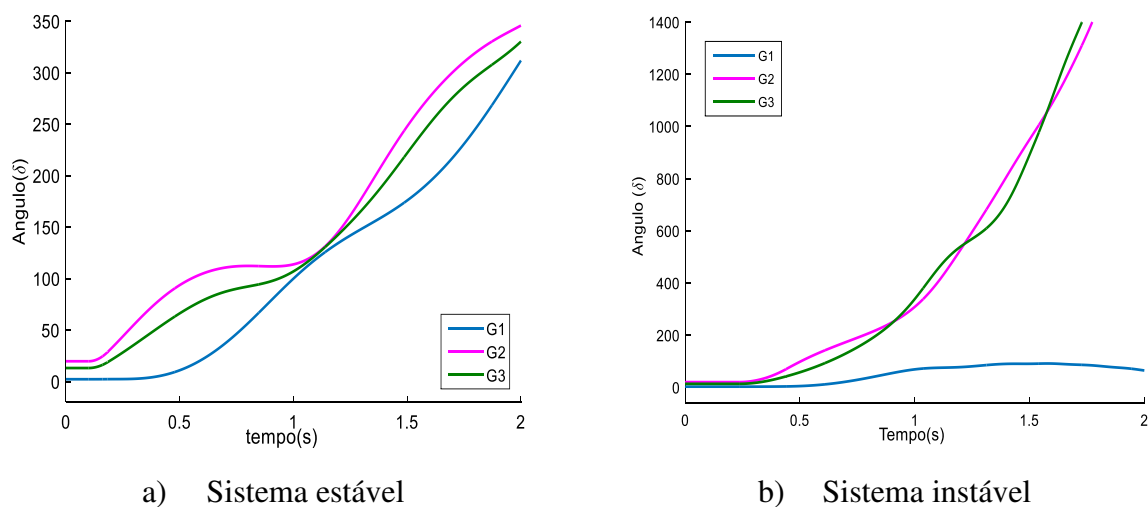 350
300
250
200
150
100
50
0
Angulo(δ)
0
0.5
1
1.5
2
tempo(s)
G1
G2
G3
a) Sistema estável
1400
1200
1000
800
600
400
200
0
Angulo (δ)
0
0.5
1
1.5
2
Tempo(s)
G1
G2
G3
b) Sistema instável